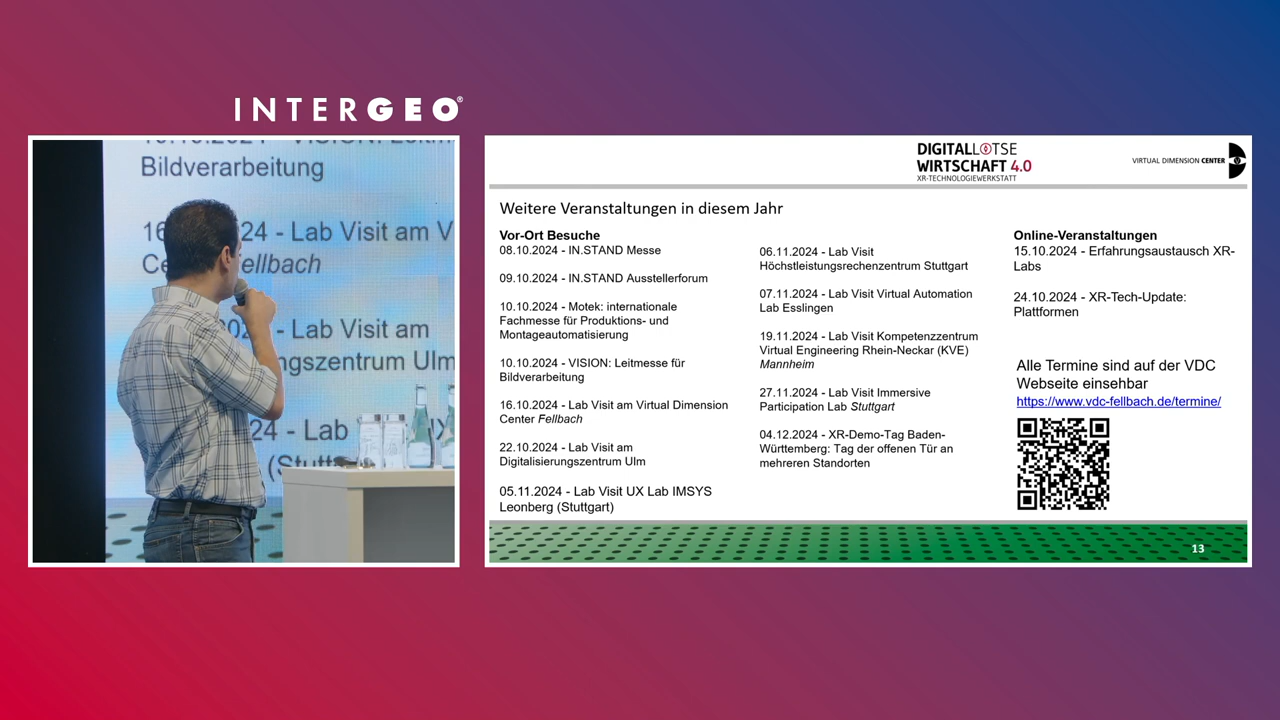 INTERGEO®
Bildverarbeitung
24 - Lab Visit am V
ellbach
- Lab Visit am
ngszentrum Ulm
24 - Lab
DIGITALLOTSE
WIRTSCHAFT 4.0
XR-TECHNOLOGIEWERKSTATT
VIRTUAL DIMENSION CENTER
Weitere Veranstaltungen in diesem Jahr
Vor-Ort Besuche
08.10.2024 - IN.STAND Messe
09.10.2024 - IN.STAND Ausstellerforum
10.10.2024 - Motek: internationale
Fachmesse für Produktions- und
Montageautomatisierung
10.10.2024 - VISION: Leitmesse für
Bildverarbeitung
16.10.2024 - Lab Visit am Virtual Dimension
Center Fellbach
22.10.2024 - Lab Visit am
Digitalisierungszentrum Ulm
05.11.2024 - Lab Visit UX Lab IMSYS
Leonberg (Stuttgart)
06.11.2024 - Lab Visit
Höchstleistungsrechenzentrum Stuttgart
07.11.2024 - Lab Visit Virtual Automation
Lab Esslingen
19.11.2024 - Lab Visit Kompetenzzentrum
Virtual Engineering Rhein-Neckar (KVE)
Mannheim
27.11.2024 - Lab Visit Immersive
Participation Lab Stuttgart
04.12.2024 - XR-Demo-Tag Baden-
Württemberg: Tag der offenen Tür an
mehreren Standorten
Online-Veranstaltungen
15.10.2024 - Erfahrungsaustausch XR-
Labs
24.10.2024 - XR-Tech-Update:
Plattformen
Alle Termine sind auf der VDC
Webseite einsehbar
https://www.vdc-fellbach.de/termine/
13